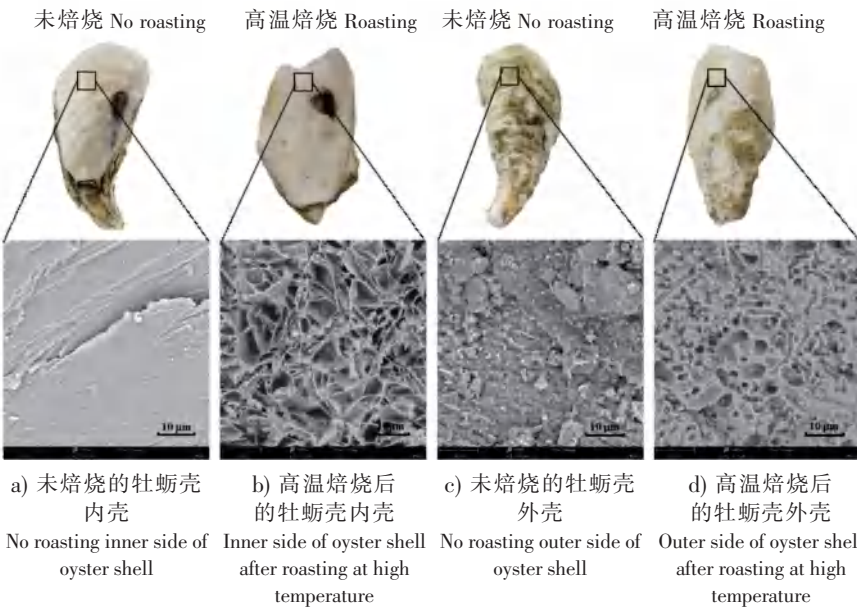 未焙烧 No roasting
高温焙烧 Roasting
未焙烧 No roasting
高温焙烧 Roasting
10 μm
10 μm
10 μm
10 μm
a) 未焙烧的牡蛎壳
内壳
No roasting inner side of
oyster shell
b) 高温焙烧后
的牡蛎壳内壳
Inner side of oyster shell
after roasting at high
temperature
c) 未焙烧的牡蛎壳
外壳
No roasting outer side of
oyster shell
d) 高温焙烧后
的牡蛎壳外壳
Outer side of oyster shel
after roasting at high
temperature